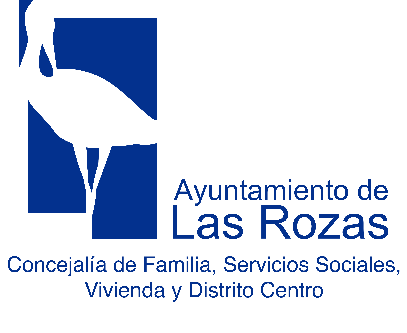 Ayuntamiento de
Las Rozas
Concejalía de Familia, Servicios Sociales,
Vivienda y Distrito Centro